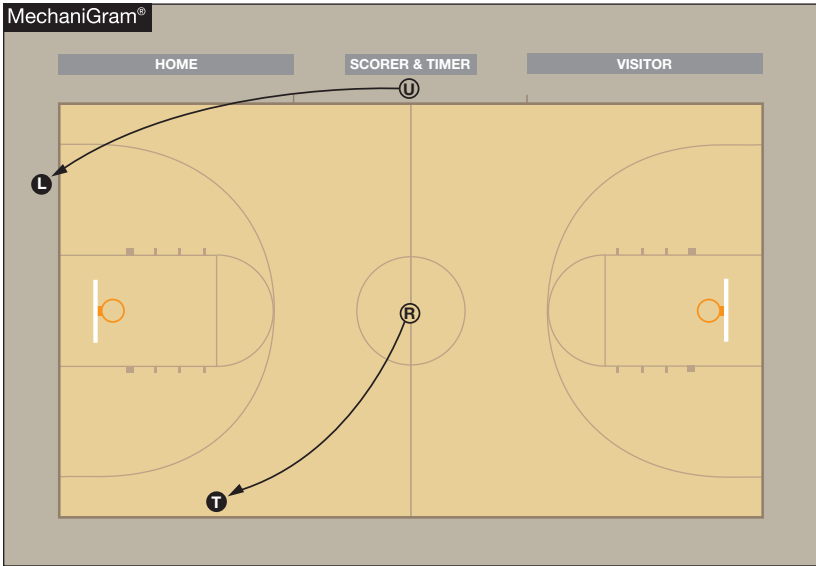 MechaniGram®
HOME
SCORER & TIMER
VISITOR
U
L
R
T